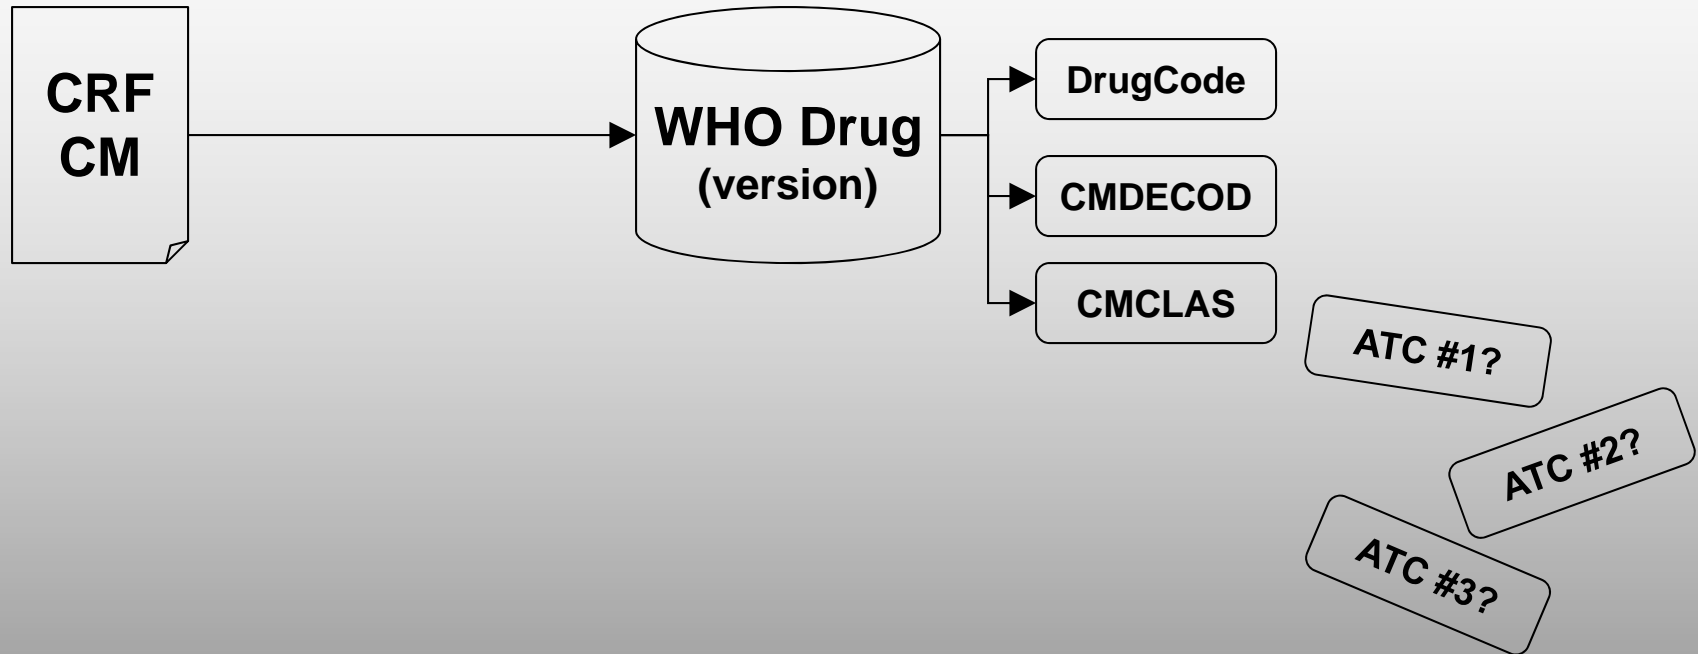 CRF
CM
WHO Drug
(version)
DrugCode
CMDECOD
CMCLAS
ATC #1?
ATC #2?
ATC #3?